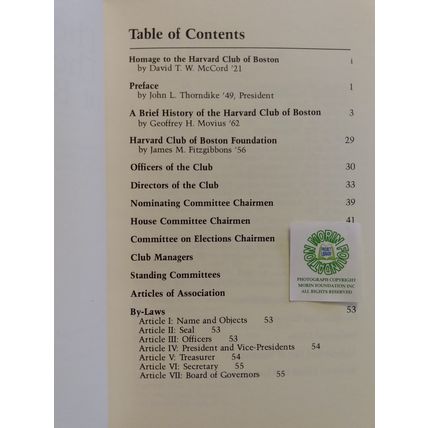 Table of Contents
Homage to the Harvard Club of Boston i
by David T. W. McCord '21
Preface 1
by John L. Thorndike '49, President
A Brief History of the Harvard Club of Boston 3
by Geoffrey H. Movius '62
Harvard Club of Boston Foundation 29
by James M. Fitzgibbons '56
Officers of the Club 30
Directors of the Club 33
Nominating Committee Chairmen 39
House Committee Chairmen 41
Committee on Elections Chairmen
Club Managers
Standing Committees
Articles of Association
MORIN FOUNDATION
PHOTOGRAPH COPYRIGHT
MORIN FOUNDATION INC
ALL RIGHTS RESERVED
By-Laws 53
Article I: Name and Objects 53
Article II: Seal 53
Article III: Officers 53
Article IV: President and Vice-Presidents 54
Article V: Treasurer 54
Article VI: Secretary 55
Article VII: Board of Governors 55